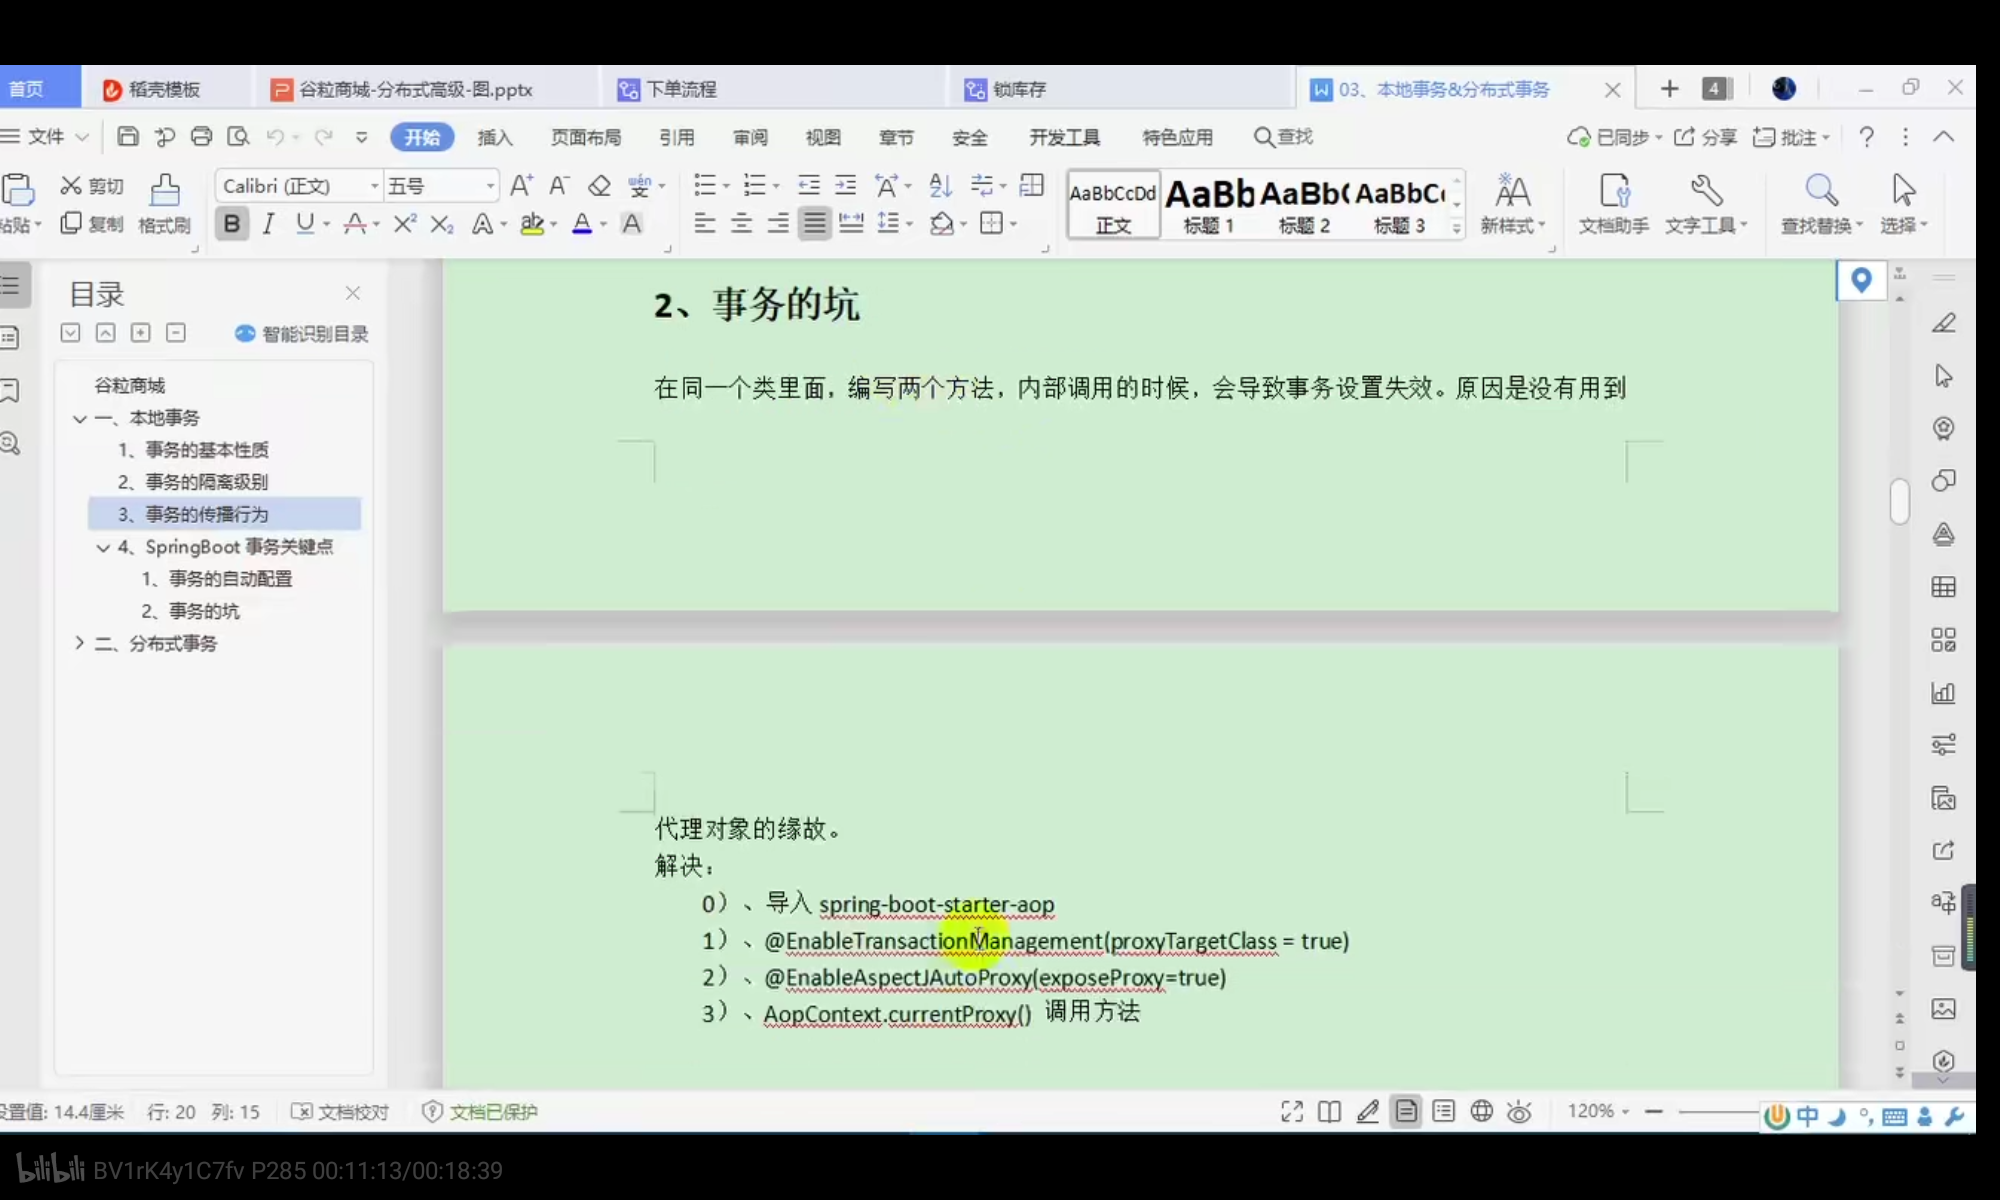 首页 稻壳模板 谷粒商城-分布式高级-图.pptx 下单流程 锁库存 03、本地事务&分布式事务 4
文件 开始 插入 页面布局 引用 审阅 视图 章节 安全 开发工具 特色应用 查找 已同步 分享 批注
剪切 Calibri (正文) 五号 AaBbCcDd AaBb AaBb( AaBbC
粘贴 复制 格式刷 正文 标题 1 标题 2 标题 3 新样式 文档助手 文字工具 查找替换 选择
目录
智能识别目录
谷粒商城
一、本地事务
1、事务的基本性质
2、事务的隔离级别
3、事务的传播行为
4、SpringBoot 事务关键点
1、事务的自动配置
2、事务的坑
二、分布式事务
2、事务的坑
在同一个类里面，编写两个方法，内部调用的时候，会导致事务设置失效。原因是没有用到
代理对象的缘故。
解决：
0）、导入 spring-boot-starter-aop
1）、@EnableTransactionManagement(proxyTargetClass = true)
2）、@EnableAspectJAutoProxy(exposeProxy=true)
3）、AopContext.currentProxy() 调用方法
设置值: 14.4厘米 行: 20 列: 15 文档校对 文档已保护 120% 中
bilibili BV1rK4y1C7fv P285 00:11:13/00:18:39